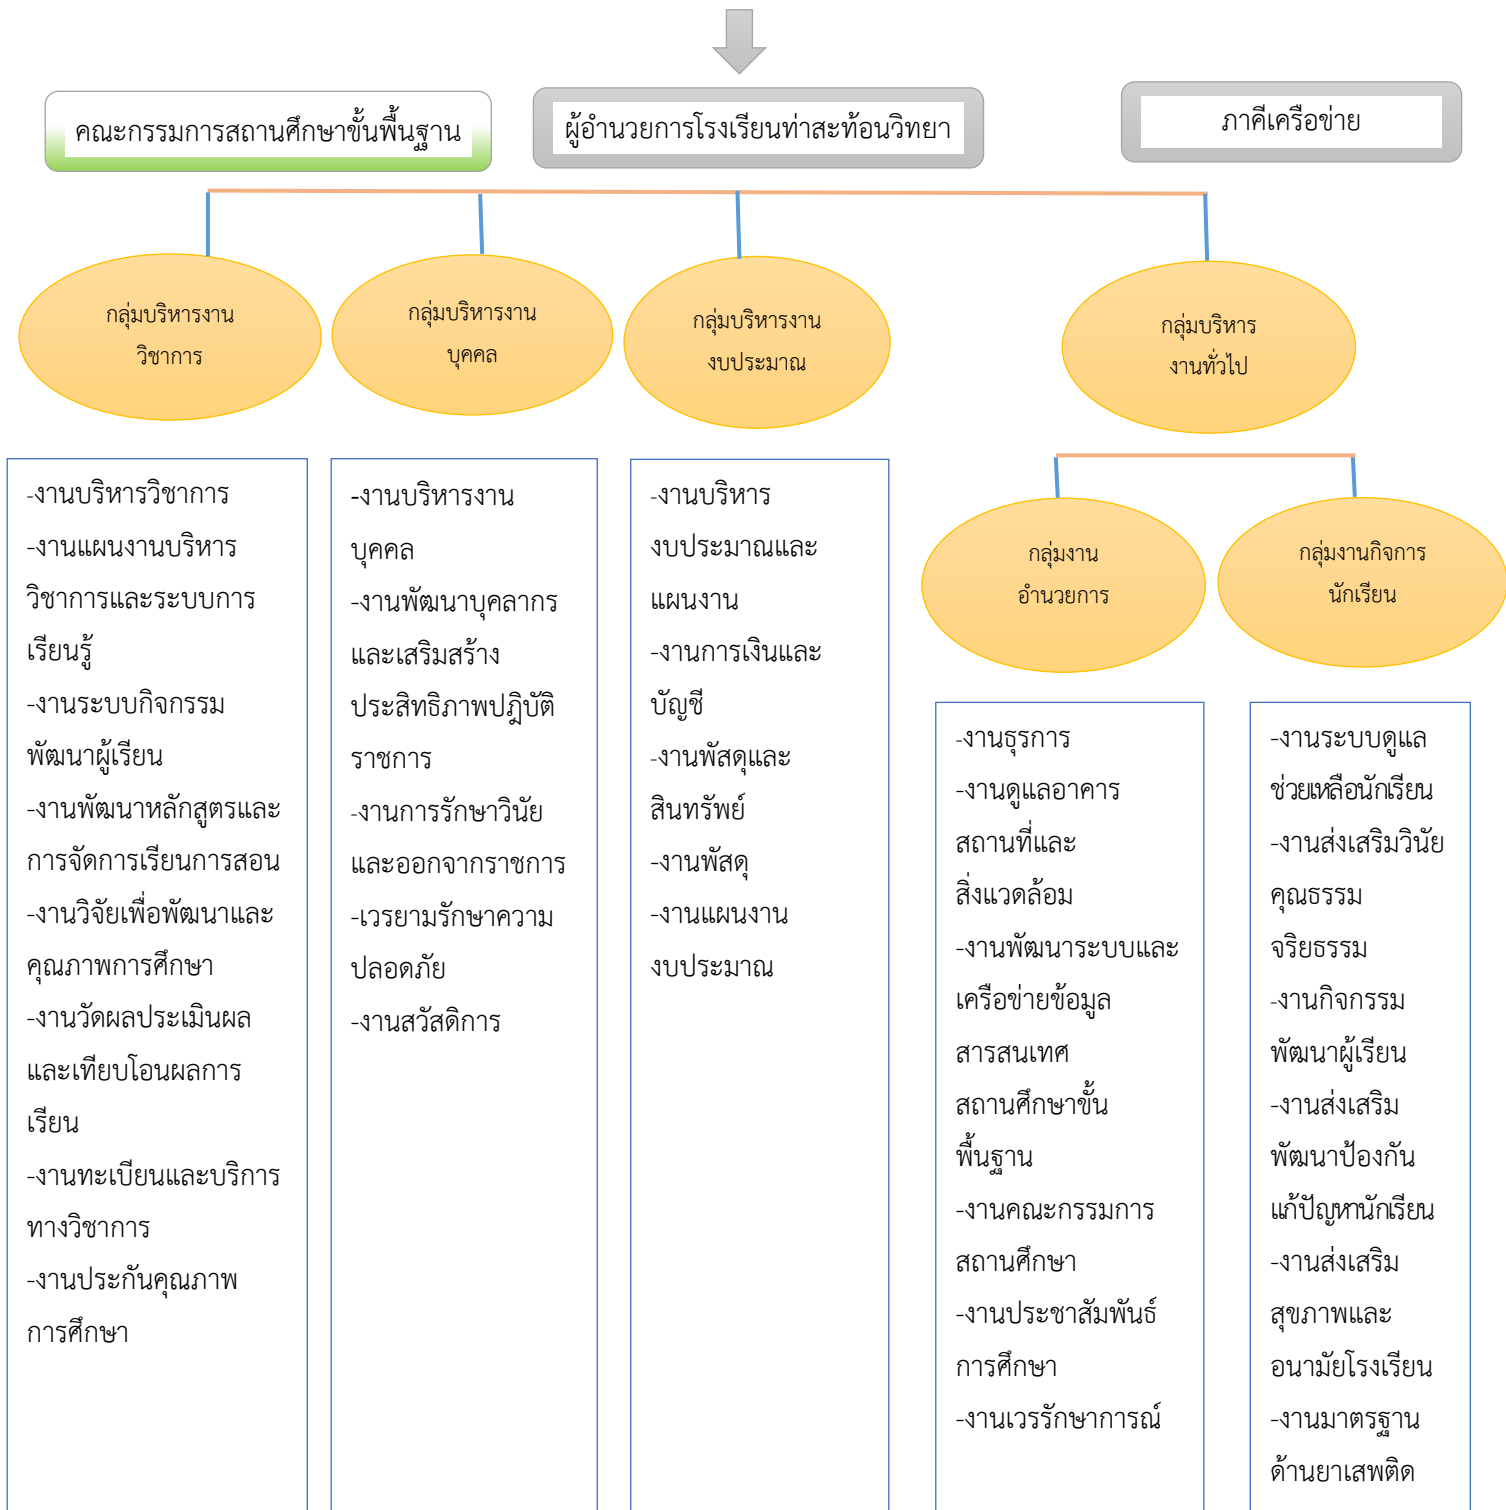 คณะกรรมการสถานศึกษาขั้นพื้นฐาน
ผู้อำนวยการโรงเรียนท่าสะท้อนวิทยา
ภาคีเครือข่าย
กลุ่มบริหารงาน
วิชาการ
กลุ่มบริหารงาน
บุคคล
กลุ่มบริหารงาน
งบประมาณ
กลุ่มบริหาร
งานทั่วไป
-งานบริหารวิชาการ
-งานแผนงานบริหาร
วิชาการและระบบการ
เรียนรู้
-งานระบบกิจกรรม
พัฒนาผู้เรียน
-งานพัฒนาหลักสูตรและ
การจัดการเรียนการสอน
-งานวิจัยเพื่อพัฒนาและ
คุณภาพการศึกษา
-งานวัดผลประเมินผล
และเทียบโอนผลการ
เรียน
-งานทะเบียนและบริการ
ทางวิชาการ
-งานประกันคุณภาพ
การศึกษา
-งานบริหารงาน
บุคคล
-งานพัฒนาบุคลากร
และเสริมสร้าง
ประสิทธิภาพปฎิบัติ
ราชการ
-งานการรักษาวินัย
และออกจากราชการ
-เวรยามรักษาความ
ปลอดภัย
-งานสวัสดิการ
-งานบริหาร
งบประมาณและ
แผนงาน
-งานการเงินและ
บัญชี
-งานพัสดุและ
สินทรัพย์
-งานพัสดุ
-งานแผนงาน
งบประมาณ
กลุ่มงาน
อำนวยการ
กลุ่มงานกิจการ
นักเรียน
-งานธุรการ
-งานดูแลอาคาร
สถานที่และ
สิ่งแวดล้อม
-งานพัฒนาระบบและ
เครือข่ายข้อมูล
สารสนเทศ
สถานศึกษาขั้น
พื้นฐาน
-งานคณะกรรมการ
สถานศึกษา
-งานประชาสัมพันธ์
การศึกษา
-งานเวรรักษาการณ์
-งานระบบดูแล
ช่วยเหลือนักเรียน
-งานส่งเสริมวินัย
คุณธรรม
จริยธรรม
-งานกิจกรรม
พัฒนาผู้เรียน
-งานส่งเสริม
พัฒนาป้องกัน
แก้ปัญหานักเรียน
-งานส่งเสริม
สุขภาพและ
อนามัยโรงเรียน
-งานมาตรฐาน
ด้านยาเสพติด